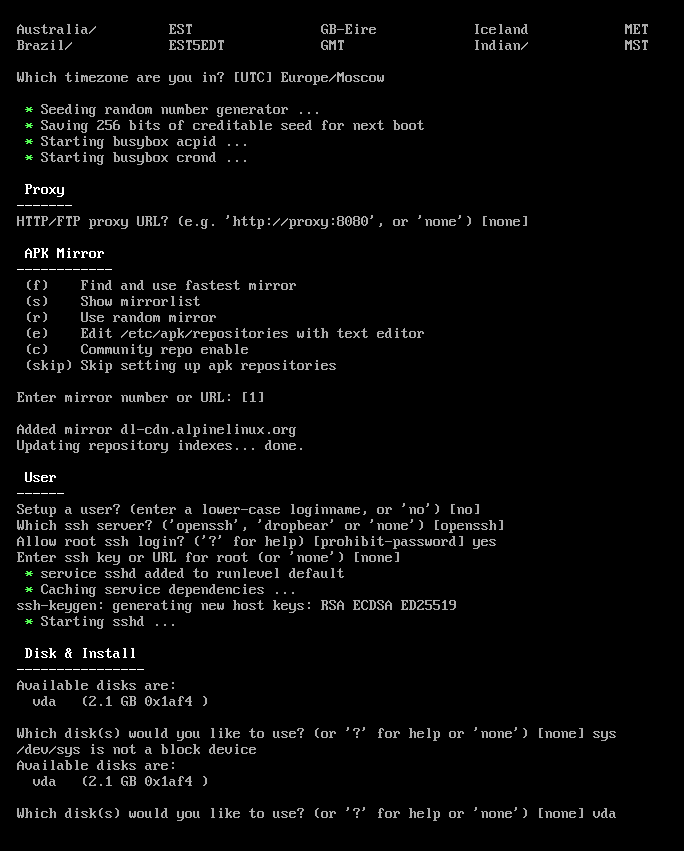 Australia/ EST GB-Eire Iceland MET
Brazil/ EST5EDT GMT Indian/ MST
Which timezone are you in? [UTC] Europe/Moscow
* Seeding random number generator ...
* Saving 256 bits of creditable seed for next boot
* Starting busybox acpid ...
* Starting busybox crond ...
Proxy
-------
HTTP/FTP proxy URL? (e.g. 'http://proxy:8080', or 'none') [none]
APK Mirror
------------
(f) Find and use fastest mirror
(s) Show mirrorlist
(r) Use random mirror
(e) Edit /etc/apk/repositories with text editor
(c) Community repo enable
(skip) Skip setting up apk repositories
Enter mirror number or URL: [1]
Added mirror dl-cdn.alpinelinux.org
Updating repository indexes... done.
User
------
Setup a user? (enter a lower-case loginname, or 'no') [no]
Which ssh server? ('openssh', 'dropbear' or 'none') [openssh]
Allow root ssh login? ('?' for help) [prohibit-password] yes
Enter ssh key or URL for root (or 'none') [none]
* service sshd added to runlevel default
* Caching service dependencies ...
ssh-keygen: generating new host keys: RSA ECDSA ED25519
* Starting sshd ...
Disk & Install
----------------
Available disks are:
vda (2.1 GB 0x1af4 )
Which disk(s) would you like to use? (or '?' for help or 'none') [none] sys
/dev/sys is not a block device
Available disks are:
vda (2.1 GB 0x1af4 )
Which disk(s) would you like to use? (or '?' for help or 'none') [none] vda